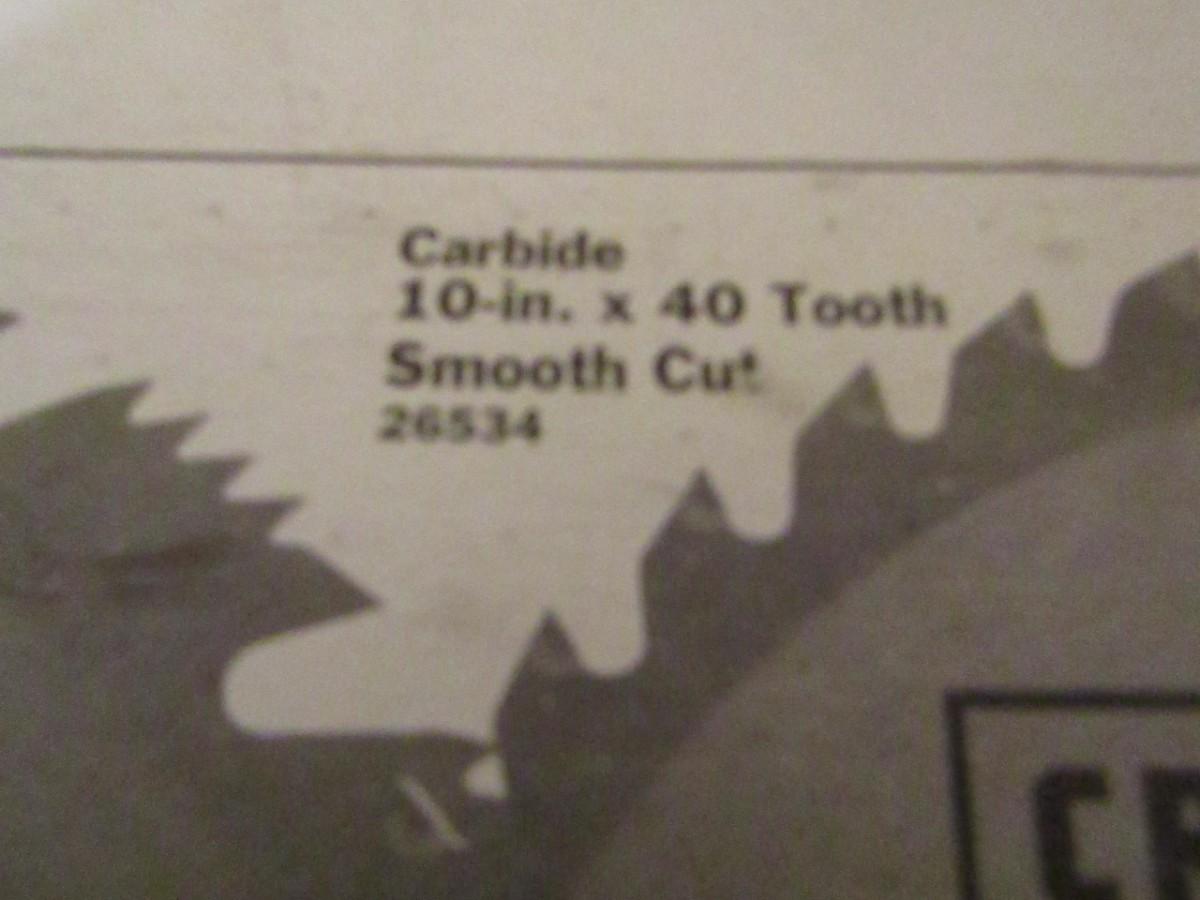 Carbide
10-in. x 40 Tooth
Smooth Cut
26534